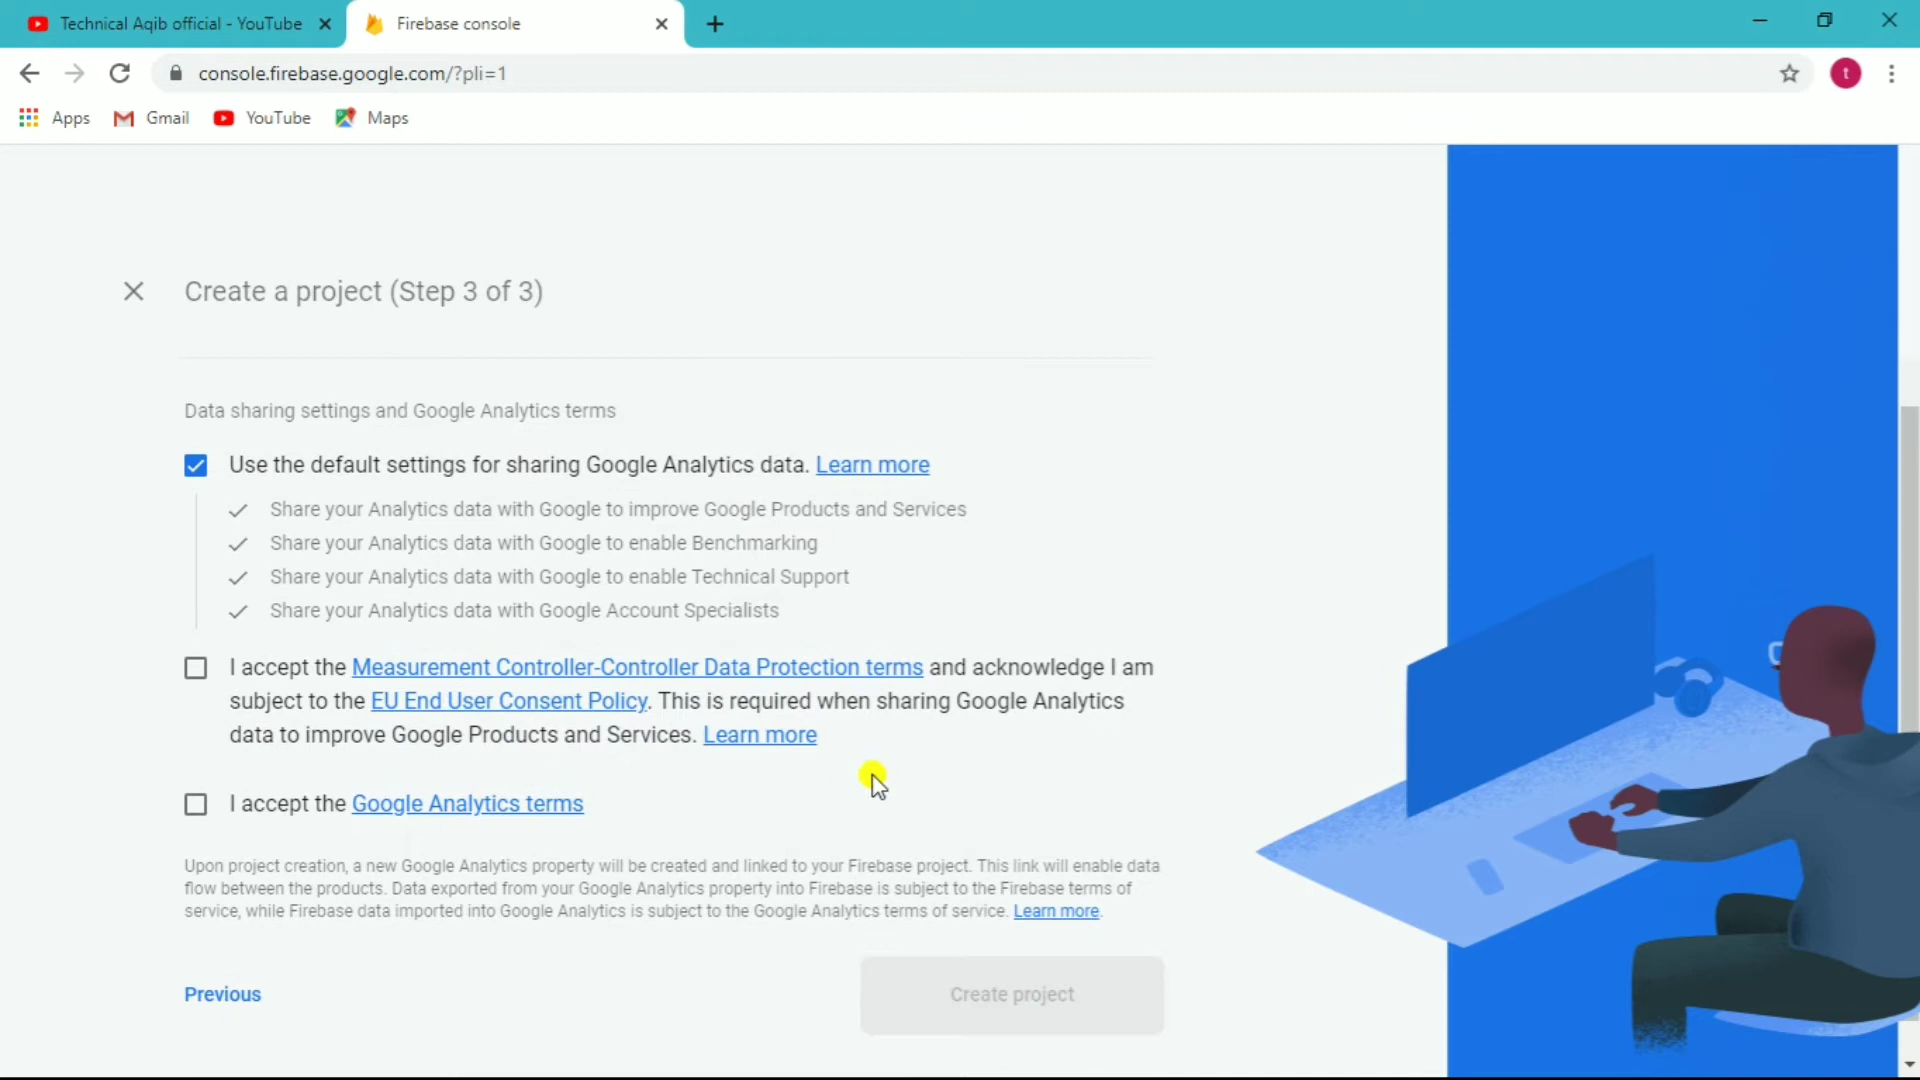 Technical Aqib official - YouTube
Firebase console
console.firebase.google.com/?pli=1
t
Apps
Gmail
YouTube
Maps
Create a project (Step 3 of 3)
Data sharing settings and Google Analytics terms
Use the default settings for sharing Google Analytics data. Learn more
Share your Analytics data with Google to improve Google Products and Services
Share your Analytics data with Google to enable Benchmarking
Share your Analytics data with Google to enable Technical Support
Share your Analytics data with Google Account Specialists
I accept the Measurement Controller-Controller Data Protection terms and acknowledge I am
subject to the EU End User Consent Policy. This is required when sharing Google Analytics
data to improve Google Products and Services. Learn more
I accept the Google Analytics terms
Upon project creation, a new Google Analytics property will be created and linked to your Firebase project. This link will enable data
flow between the products. Data exported from your Google Analytics property into Firebase is subject to the Firebase terms of
service, while Firebase data imported into Google Analytics is subject to the Google Analytics terms of service. Learn more.
Previous
Create project